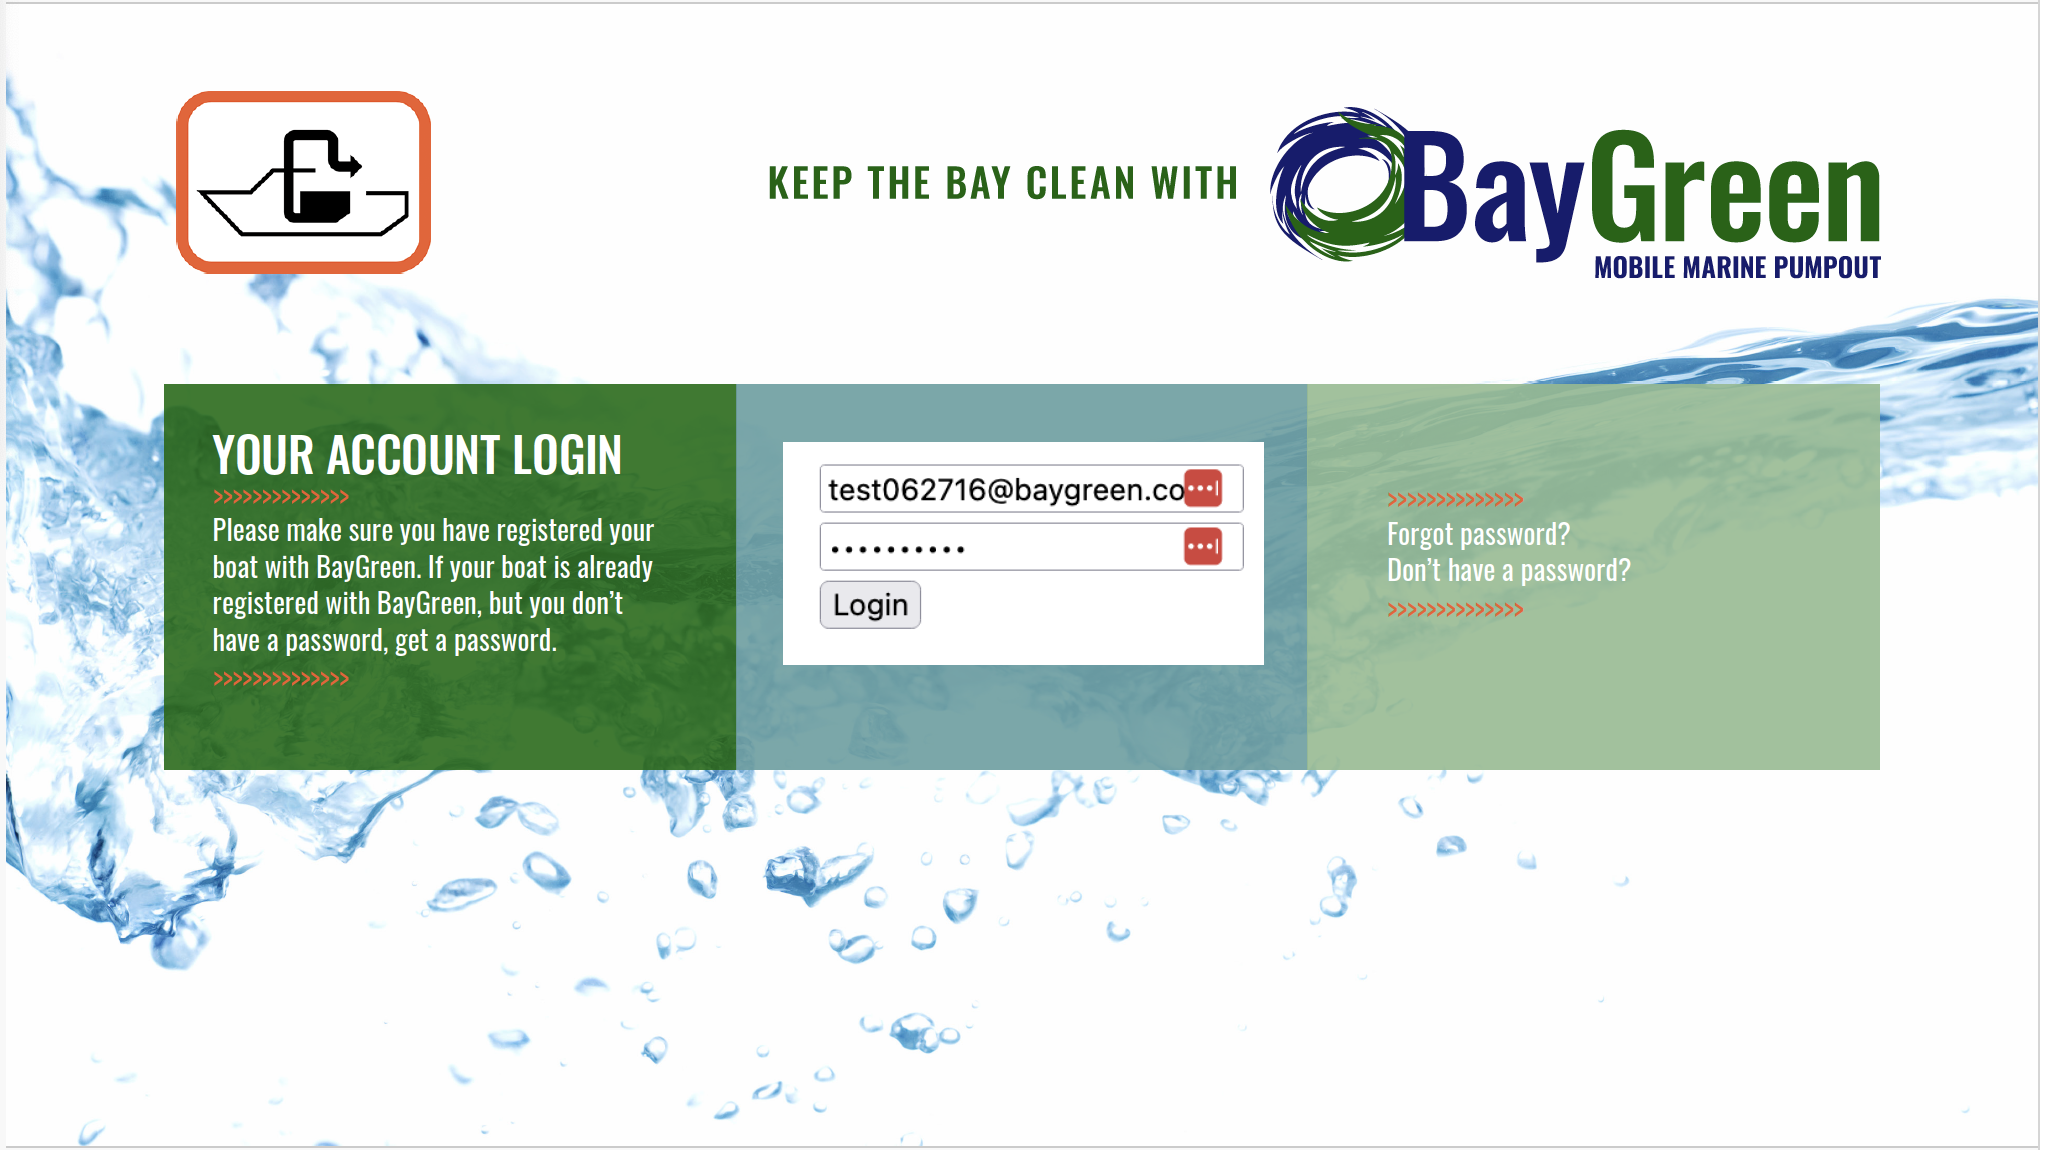 KEEP THE BAY CLEAN WITH
BayGreen
MOBILE MARINE PUMPOUT
YOUR ACCOUNT LOGIN
>>>>>>>>>>>>>>
Please make sure you have registered your
boat with BayGreen. If your boat is already
registered with BayGreen, but you don’t
have a password, get a password.
>>>>>>>>>>>>>>
test062716@baygreen.co
••••••••••
Login
>>>>>>>>>>>>>>
Forgot password?
Don’t have a password?
>>>>>>>>>>>>>>